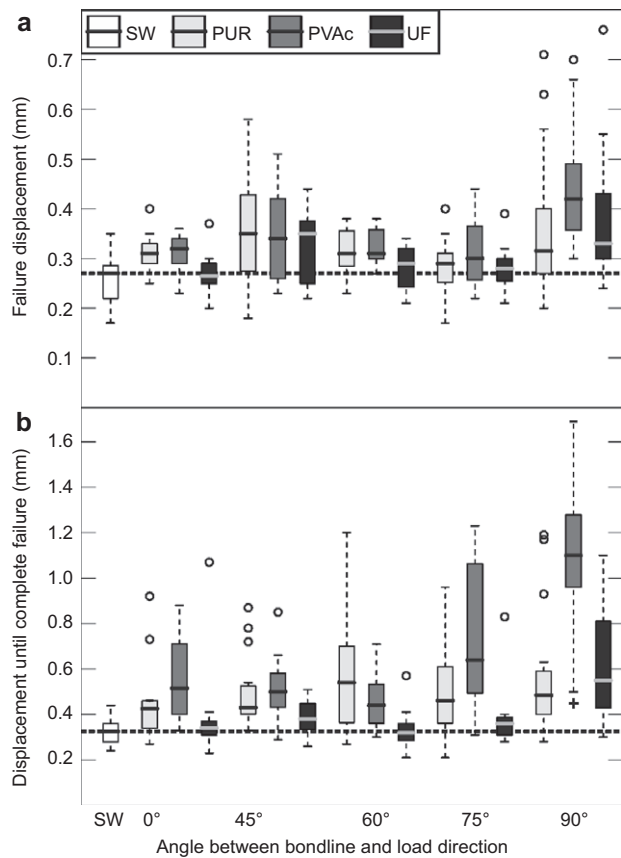 a
SW PUR PVAc UF
Failure displacement (mm)
0.7
0.6
0.5
0.4
0.3
0.2
0.1
b
Displacement until complete failure (mm)
1.6
1.4
1.2
1.0
0.8
0.6
0.4
0.2
SW 0° 45° 60° 75° 90°
Angle between bondline and load direction